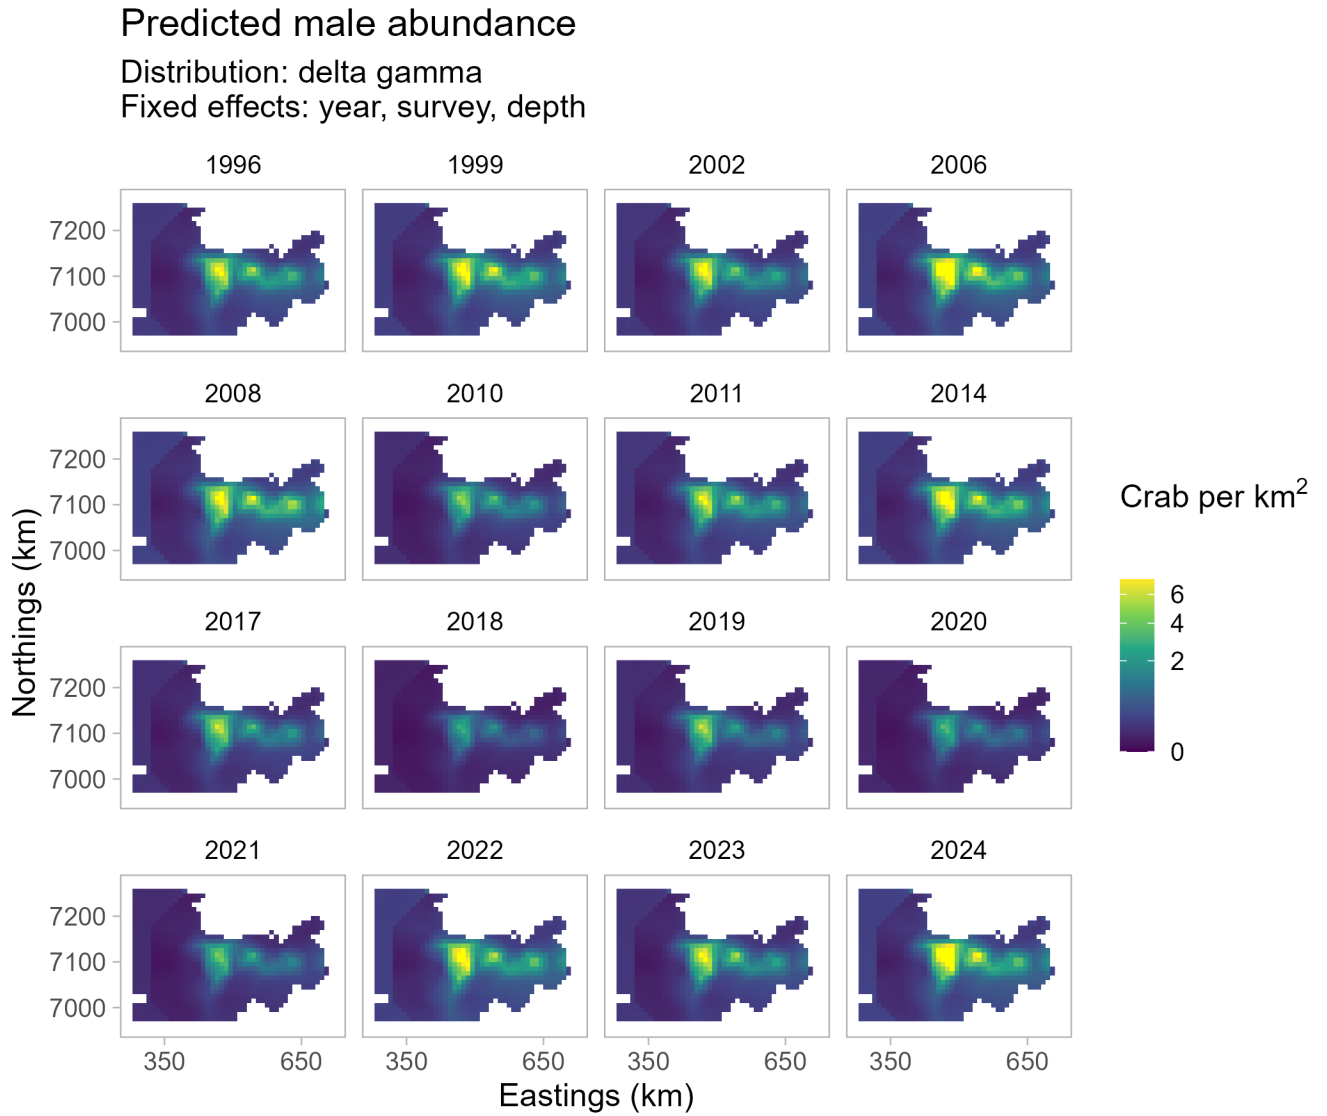 Predicted male abundance
Distribution: delta gamma
Fixed effects: year, survey, depth
1996 1999 2002 2006
7200
7100
7000
2008 2010 2011 2014
7200
7100
7000
2017 2018 2019 2020
7200
7100
7000
2021 2022 2023 2024
7200
7100
7000
350 650 350 650 350 650 350 650
Eastings (km)
Northings (km)
Crab per km²
6
4
2
0